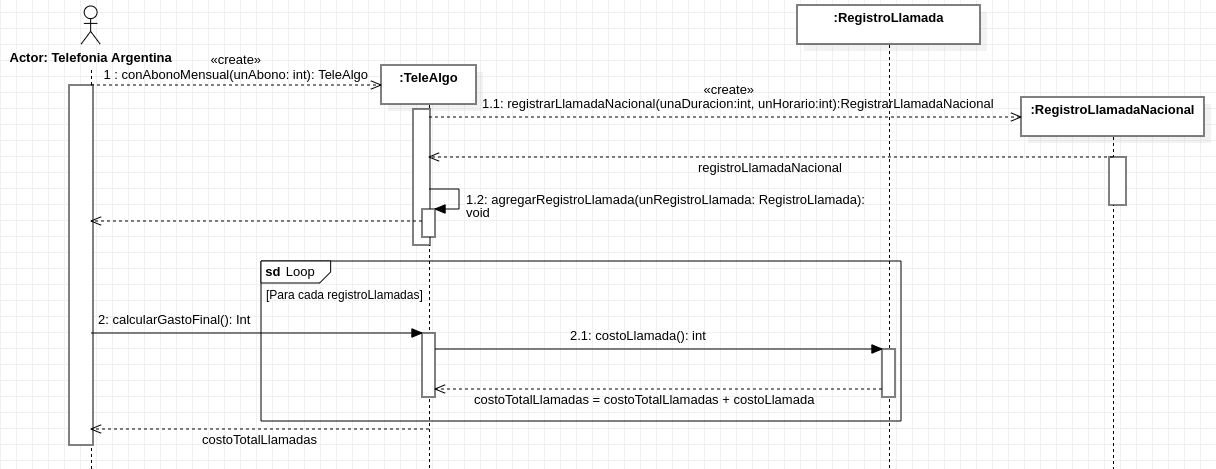 :RegistroLlamada
Actor: Telefonia Argentina
«create»
1 : conAbonoMensual(unAbono: int): TeleAlgo
:TeleAlgo
«create»
1.1: registrarLlamadaNacional(unaDuracion:int, unHorario:int):RegistrarLlamadaNacional
:RegistroLlamadaNacional
registroLlamadaNacional
1.2: agregarRegistroLlamada(unRegistroLlamada: RegistroLlamada):
void
sd Loop
[Para cada registroLlamadas]
2: calcularGastoFinal(): Int
2.1: costoLlamada(): int
costoTotalLlamadas = costoTotalLlamadas + costoLlamada
costoTotalLlamadas